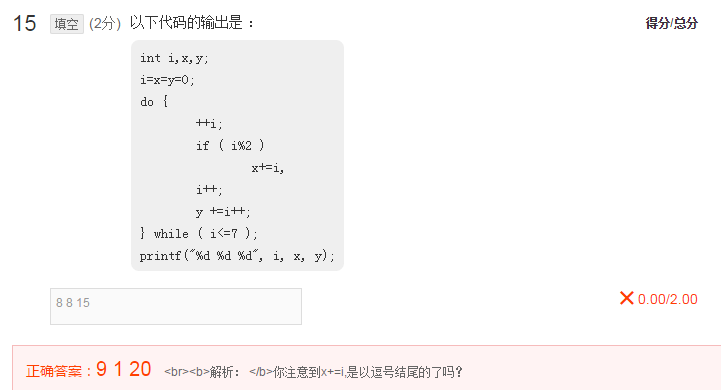 15 填空 (2分) 以下代码的输出是： 得分/总分
int i,x,y;
i=x=y=0;
do {
++i;
if ( i%2 )
x+=i,
i++;
y +=i++;
} while ( i<=7 );
printf("%d %d %d", i, x, y);
8 8 15 ✕ 0.00/2.00
正确答案：9 1 20 <br><b>解析： </b>你注意到x+=i,是以逗号结尾的了吗？